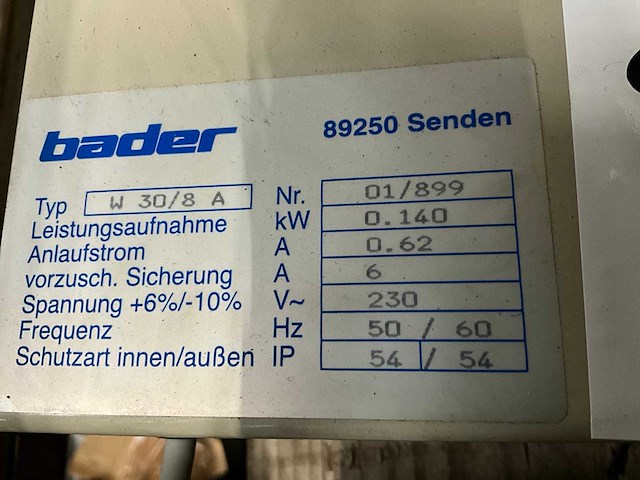 bader 89250 Senden
Typ W 30/8 A Nr. 01/899
Leistungsaufnahme kW 0.140
Anlaufstrom A 0.62
vorzusch. Sicherung A 6
Spannung +6%/-10% V~ 230
Frequenz Hz 50 / 60
Schutzart innen/außen IP 54 / 54